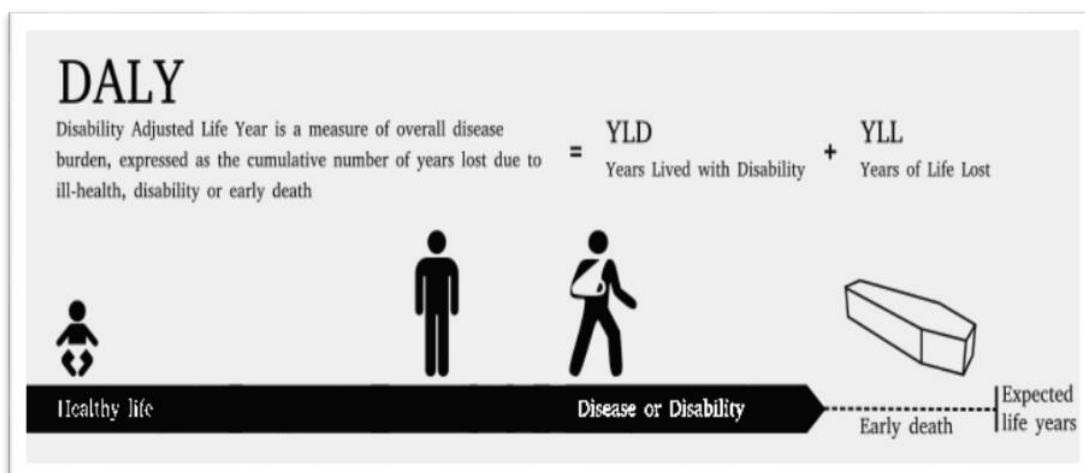 DALY
Disability Adjusted Life Year is a measure of overall disease
burden, expressed as the cumulative number of years lost due to
ill-health, disability or early death
=
YLD
Years Lived with Disability
+
YLL
Years of Life Lost
Healthy life
Disease or Disability
Early death
Expected
life years